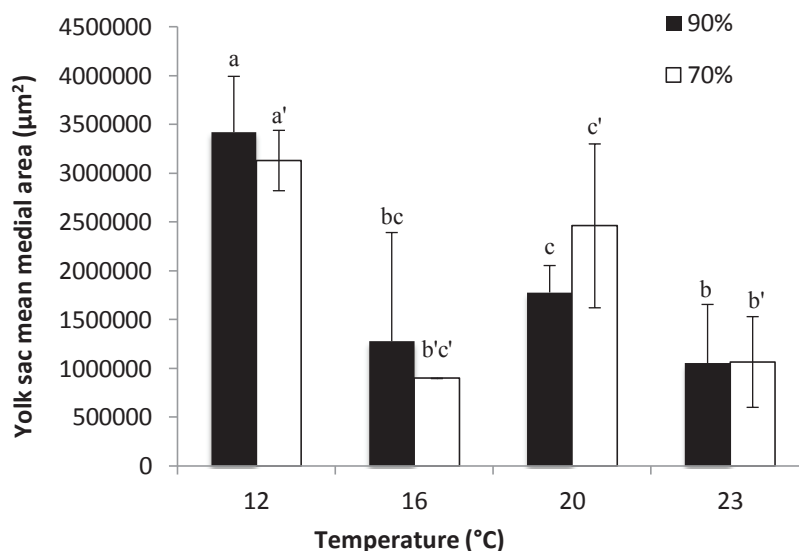 4500000
4000000
3500000
3000000
2500000
2000000
1500000
1000000
500000
0
Yolk sac mean medial area (µm²)
90%
70%
a
a'
bc
b'c'
c
c'
b
b'
12 16 20 23
Temperature (°C)